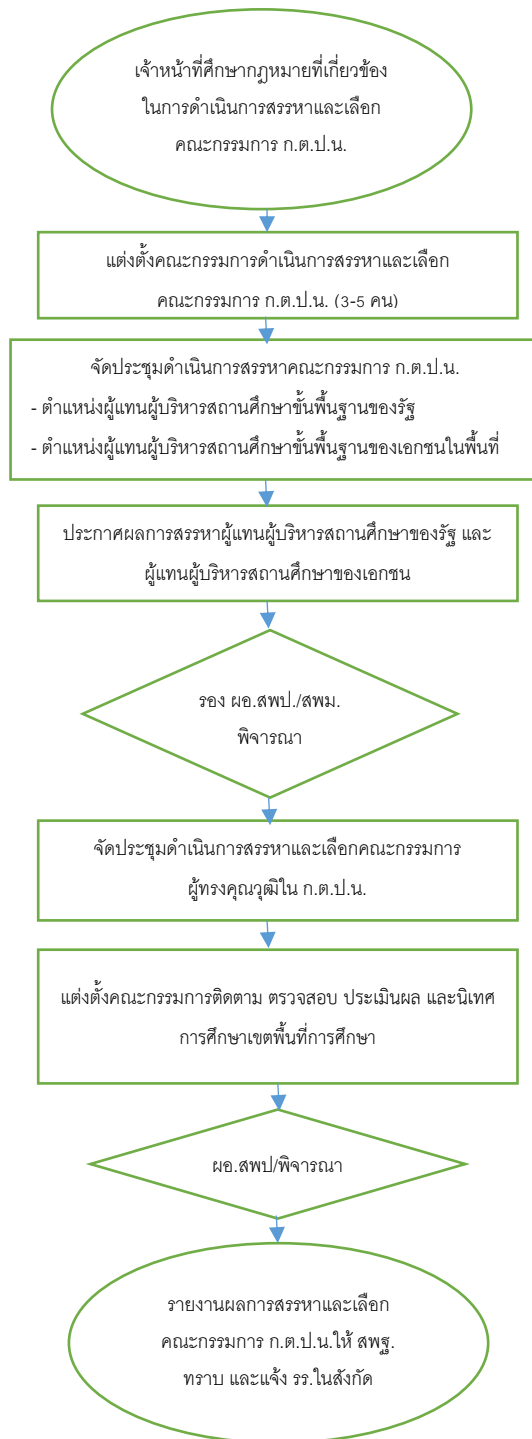 เจ้าหน้าที่ศึกษากฎหมายที่เกี่ยวข้อง
ในการดำเนินการสรรหาและเลือก
คณะกรรมการ ก.ต.ป.น.
แต่งตั้งคณะกรรมการดำเนินการสรรหาและเลือก
คณะกรรมการ ก.ต.ป.น. (3-5 คน)
จัดประชุมดำเนินการสรรหาคณะกรรมการ ก.ต.ป.น.
- ตำแหน่งผู้แทนผู้บริหารสถานศึกษาขั้นพื้นฐานของรัฐ
- ตำแหน่งผู้แทนผู้บริหารสถานศึกษาขั้นพื้นฐานของเอกชนในพื้นที่
ประกาศผลการสรรหาผู้แทนผู้บริหารสถานศึกษาของรัฐ และ
ผู้แทนผู้บริหารสถานศึกษาของเอกชน
รอง ผอ.สพป./สพม.
พิจารณา
จัดประชุมดำเนินการสรรหาและเลือกคณะกรรมการ
ผู้ทรงคุณวุฒิใน ก.ต.ป.น.
แต่งตั้งคณะกรรมการติดตาม ตรวจสอบ ประเมินผล และนิเทศ
การศึกษาเขตพื้นที่การศึกษา
ผอ.สพป/พิจารณา
รายงานผลการสรรหาและเลือก
คณะกรรมการ ก.ต.ป.น.ให้ สพฐ.
ทราบ และแจ้ง รร.ในสังกัด